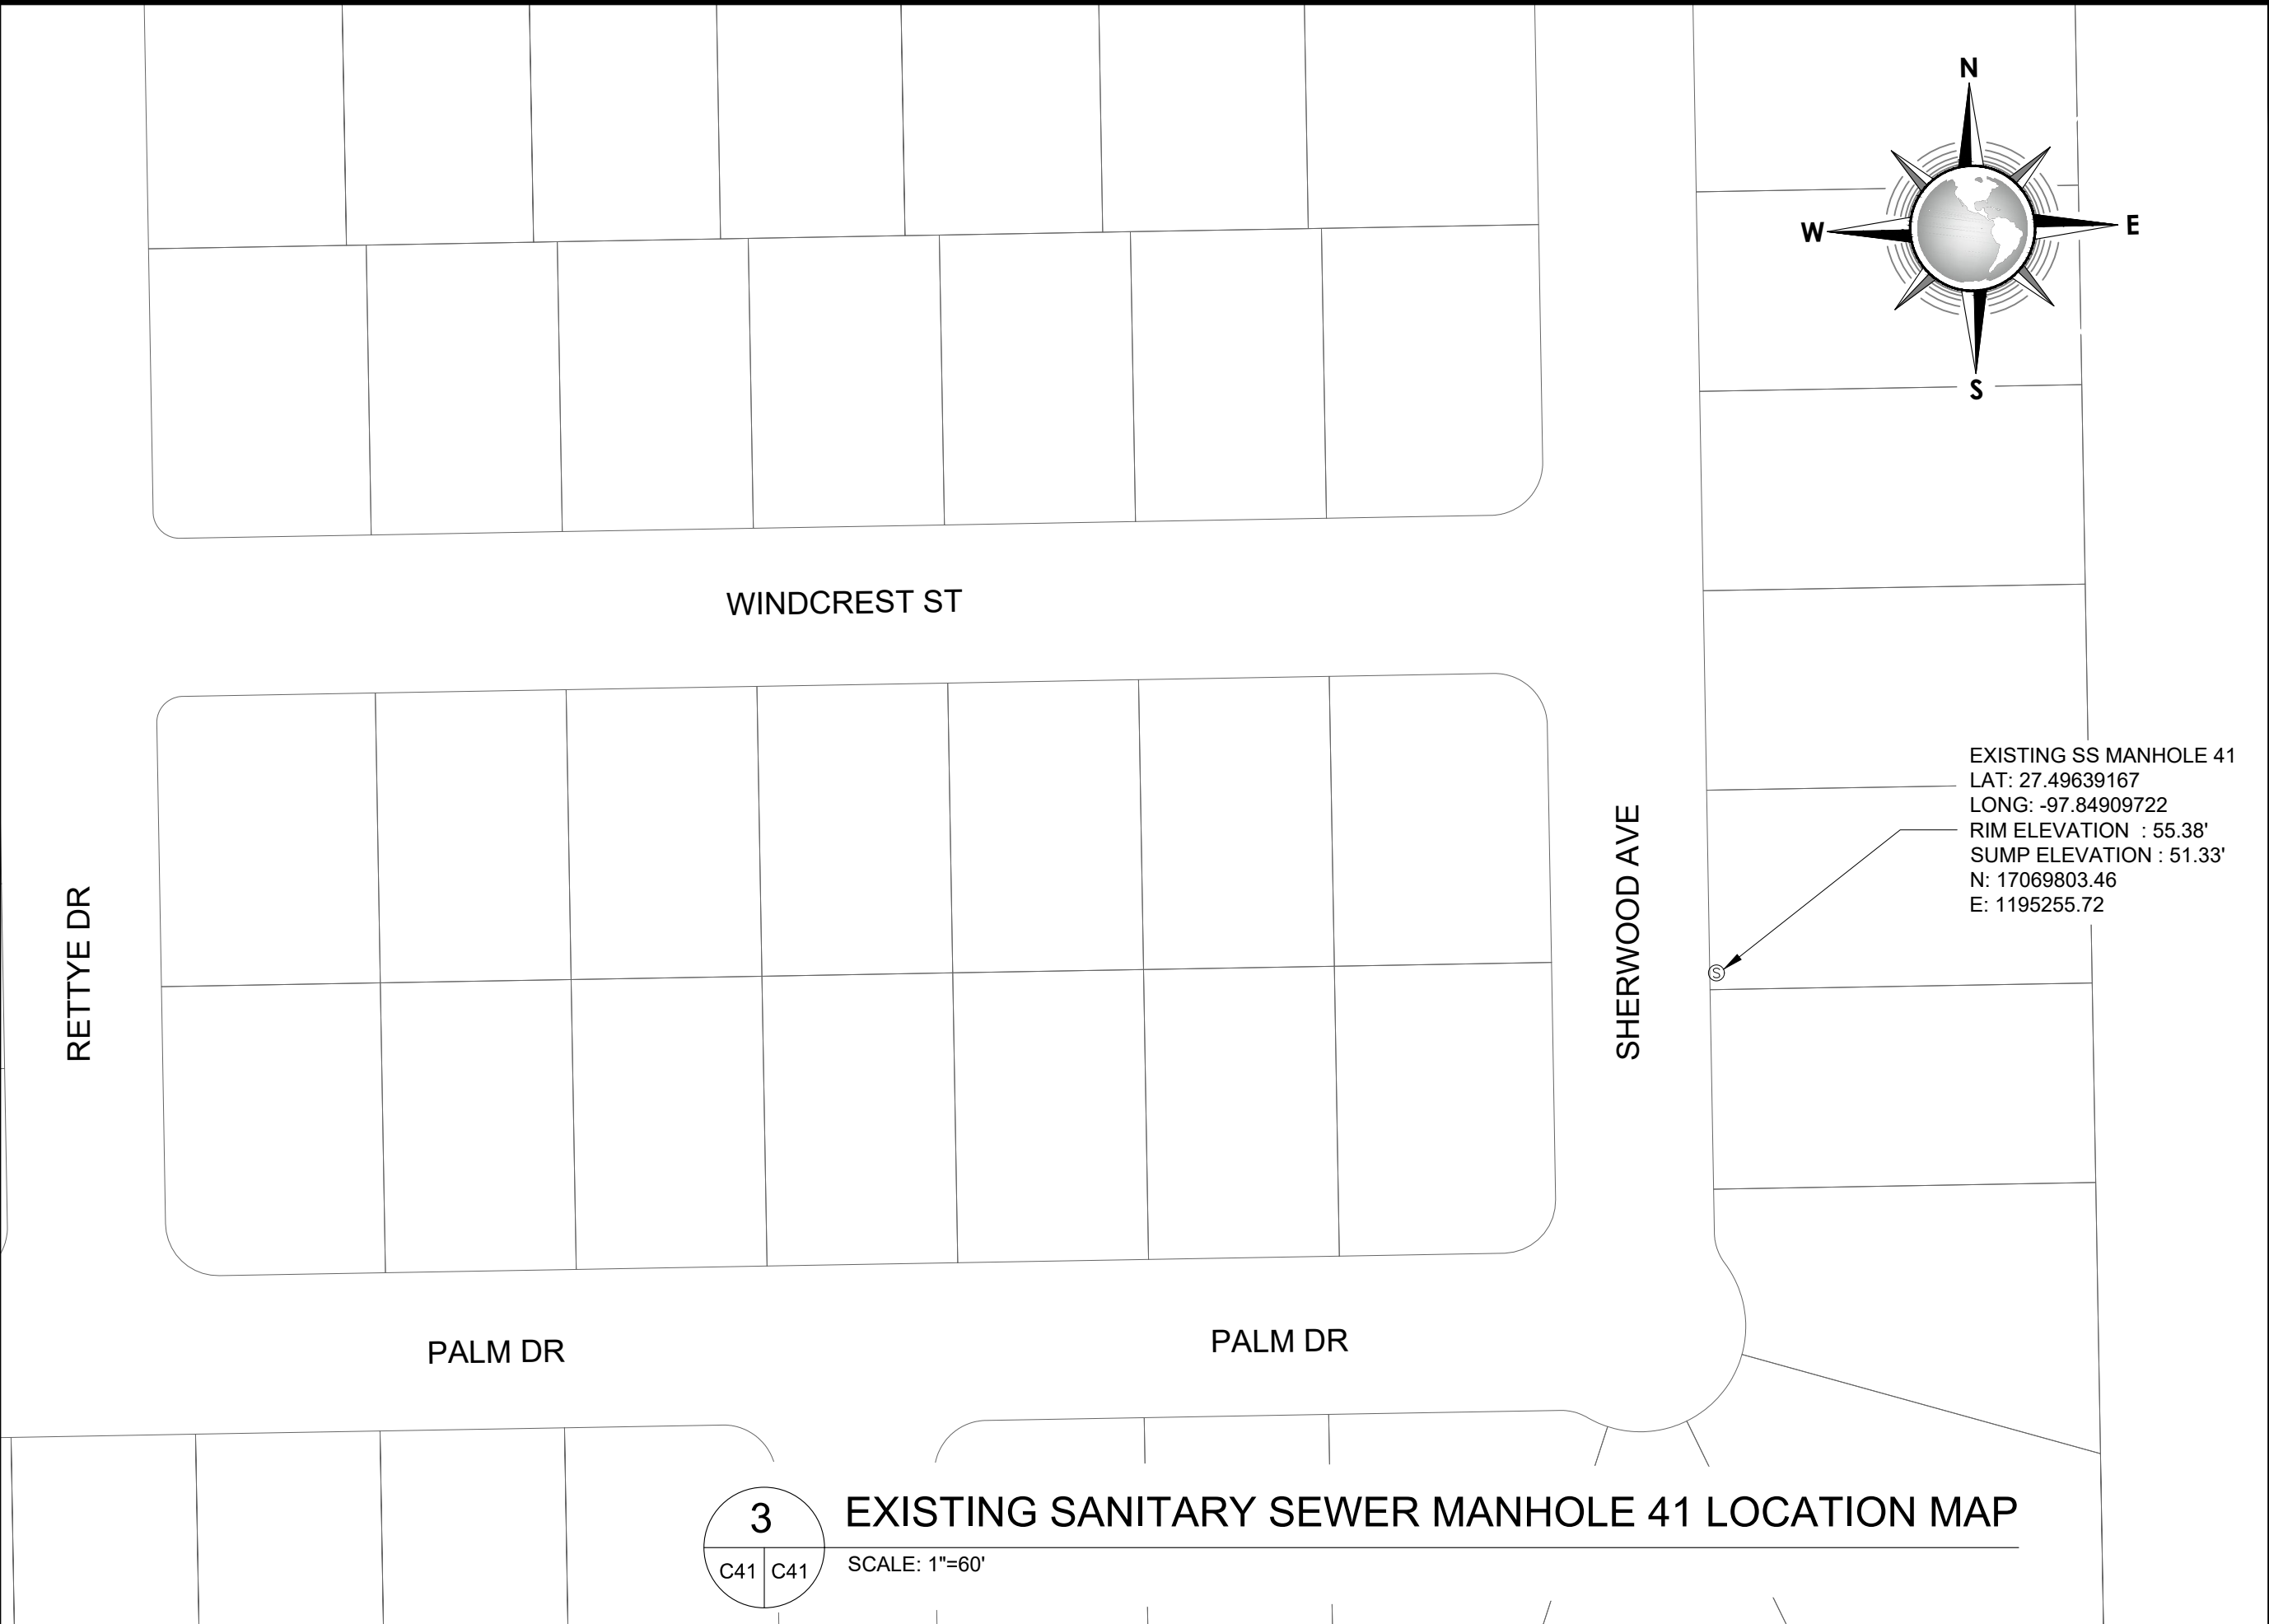 N
W
E
S
WINDCREST ST
EXISTING SS MANHOLE 41
LAT: 27.49639167
LONG: -97.84909722
RIM ELEVATION : 55.38'
SUMP ELEVATION : 51.33'
N: 17069803.46
E: 1195255.72
RETTYE DR
SHERWOOD AVE
S
PALM DR
PALM DR
3
C41 C41
EXISTING SANITARY SEWER MANHOLE 41 LOCATION MAP
SCALE: 1"=60'